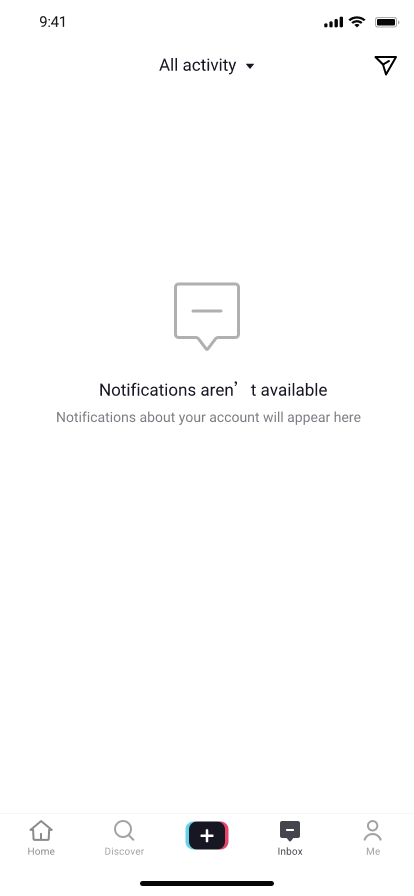 9:41
All activity
Notifications aren’ t available
Notifications about your account will appear here
Home
Discover
Inbox
Me